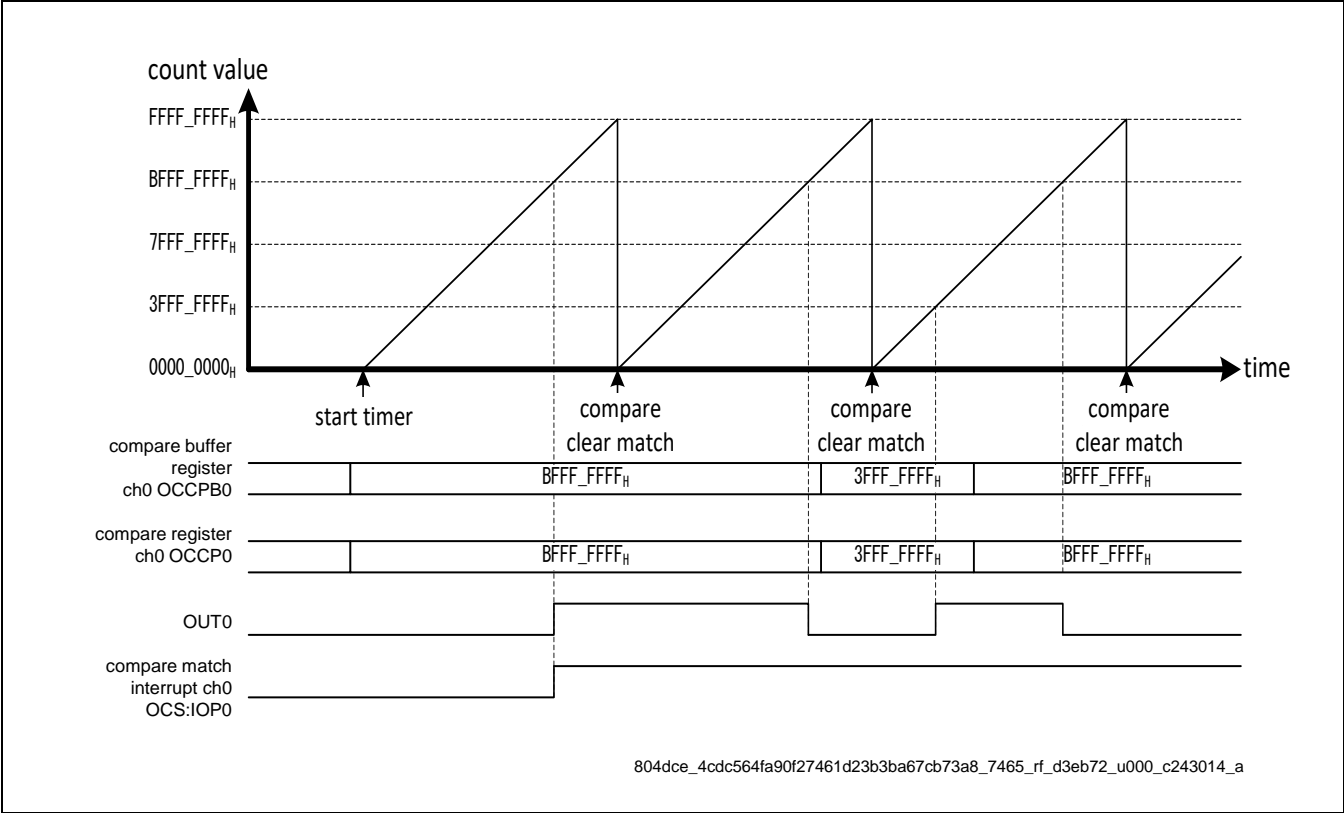 count value
FFFF_FFFFH
BFFF_FFFFH
7FFF_FFFFH
3FFF_FFFFH
0000_0000H
time
start timer
compare
clear match
compare
clear match
compare
clear match
compare buffer
register
ch0 OCCPB0
BFFF_FFFFH
3FFF_FFFFH
BFFF_FFFFH
compare register
ch0 OCCP0
BFFF_FFFFH
3FFF_FFFFH
BFFF_FFFFH
OUT0
compare match
interrupt ch0
OCS:IOP0
804dce_4cdc564fa90f27461d23b3ba67cb73a8_7465_rf_d3eb72_u000_c243014_a